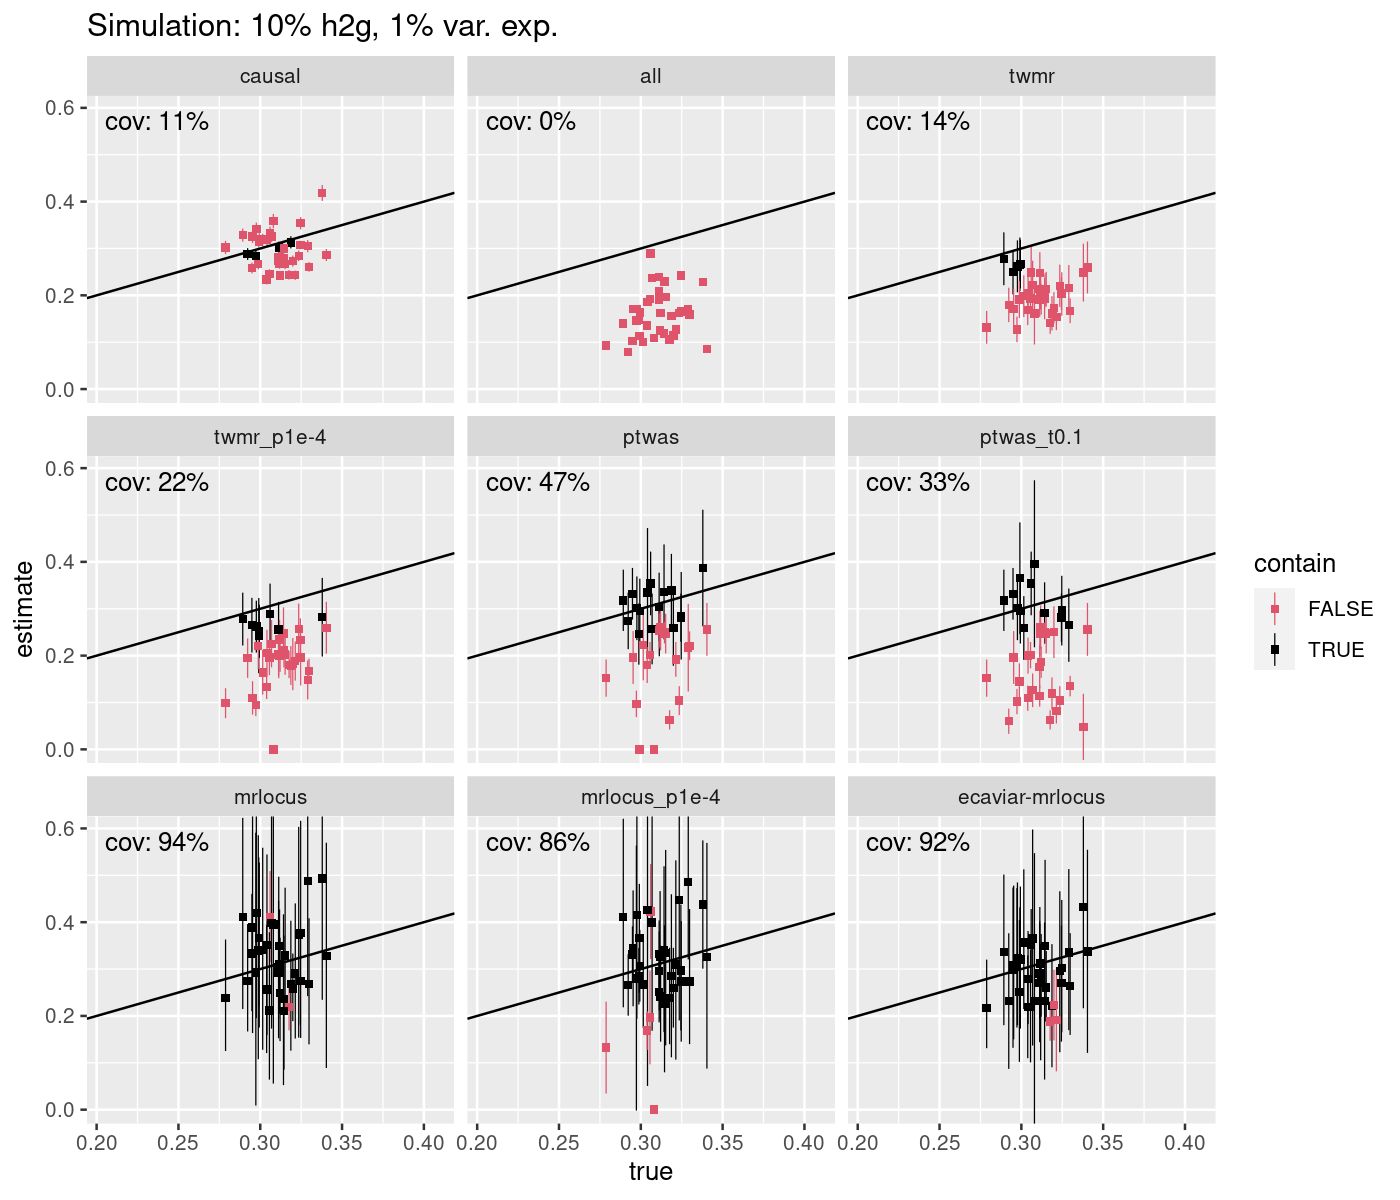 Simulation: 10% h2g, 1% var. exp.
causal
all
twmr
cov: 11%
cov: 0%
cov: 14%
0.6
0.4
0.2
0.0
twmr_p1e-4
ptwas
ptwas_t0.1
cov: 22%
cov: 47%
cov: 33%
0.6
0.4
0.2
0.0
estimate
contain
FALSE
TRUE
mrlocus
mrlocus_p1e-4
ecaviar-mrlocus
cov: 94%
cov: 86%
cov: 92%
0.6
0.4
0.2
0.0
0.20 0.25 0.30 0.35 0.40 0.20 0.25 0.30 0.35 0.40 0.20 0.25 0.30 0.35 0.40
true